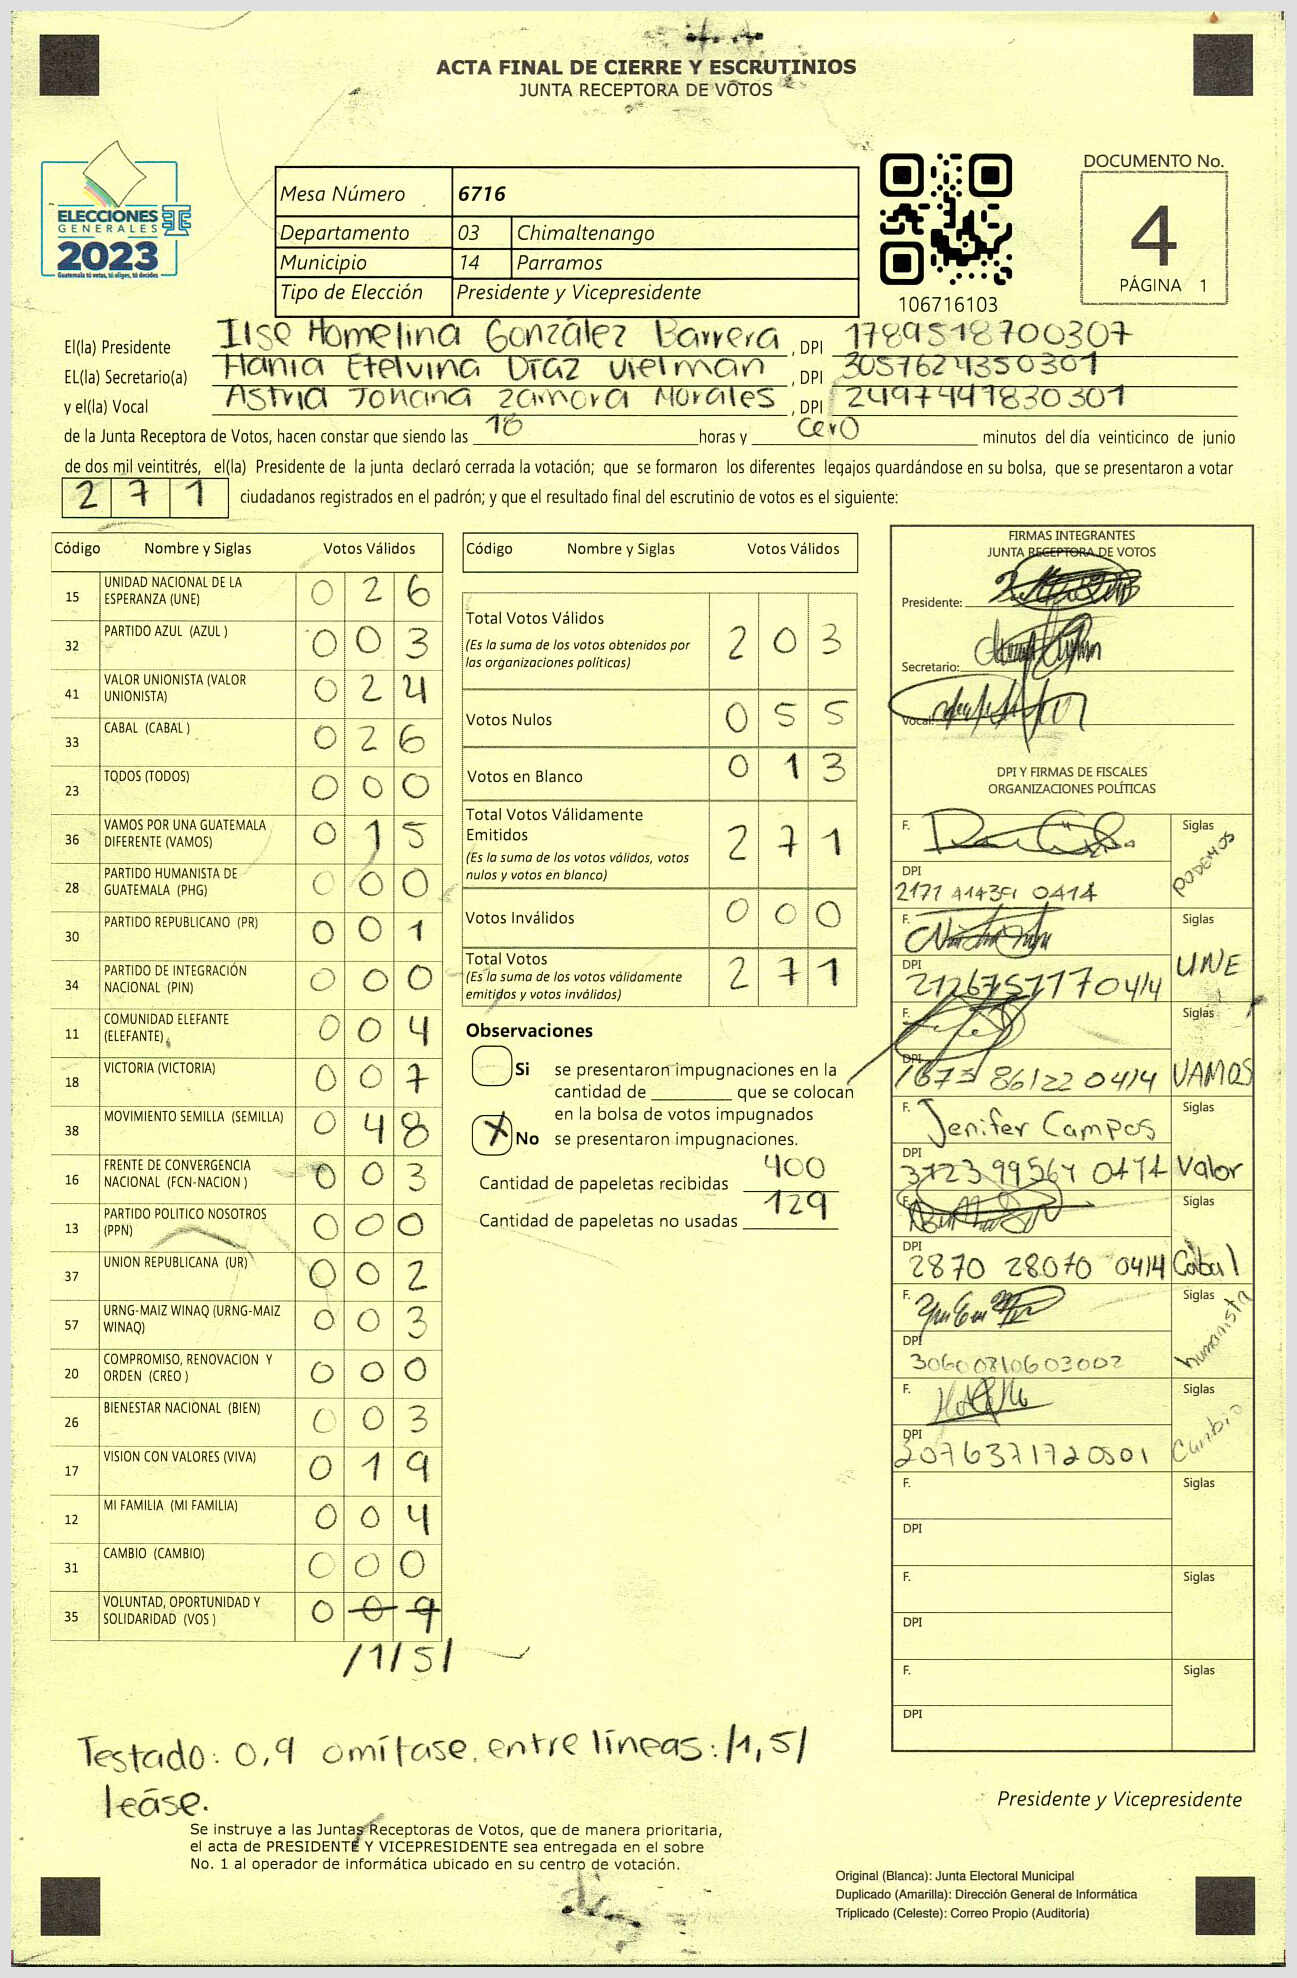 ACTA FINAL DE CIERRE Y ESCRUTINIOS
JUNTA RECEPTORA DE VOTOS
ELECCIONES
GENERALES
2023
Guatemala tú votas, tú eliges, tú decides
Mesa Número 6716
Departamento 03 Chimaltenango
Municipio 14 Parramos
Tipo de Elección Presidente y Vicepresidente
106716103
DOCUMENTO No.
4
PÁGINA 1
El(la) Presidente Ilse Homelina González Barrera , DPI 1789518700307
EL(la) Secretario(a) Hania Etelvina Díaz Vielman , DPI 3057624350301
y el(la) Vocal Astrid Johana Zamora Morales , DPI 2497447830301
de la Junta Receptora de Votos, hacen constar que siendo las 18 horas y cero minutos del día veinticinco de junio
de dos mil veintitrés, el(la) Presidente de la junta declaró cerrada la votación; que se formaron los diferentes legajos guardándose en su bolsa, que se presentaron a votar
2 7 1 ciudadanos registrados en el padrón; y que el resultado final del escrutinio de votos es el siguiente:
Código Nombre y Siglas Votos Válidos
15 UNIDAD NACIONAL DE LA ESPERANZA (UNE) 0 2 6
32 PARTIDO AZUL (AZUL ) 0 0 3
41 VALOR UNIONISTA (VALOR UNIONISTA) 0 2 4
33 CABAL (CABAL ) 0 2 6
23 TODOS (TODOS) 0 0 0
36 VAMOS POR UNA GUATEMALA DIFERENTE (VAMOS) 0 1 5
28 PARTIDO HUMANISTA DE GUATEMALA (PHG) 0 0 0
30 PARTIDO REPUBLICANO (PR) 0 0 1
34 PARTIDO DE INTEGRACIÓN NACIONAL (PIN) 0 0 0
11 COMUNIDAD ELEFANTE (ELEFANTE) 0 0 4
18 VICTORIA (VICTORIA) 0 0 7
38 MOVIMIENTO SEMILLA (SEMILLA) 0 4 8
16 FRENTE DE CONVERGENCIA NACIONAL (FCN-NACION ) 0 0 3
13 PARTIDO POLITICO NOSOTROS (PPN) 0 0 0
37 UNION REPUBLICANA (UR) 0 0 2
57 URNG-MAIZ WINAQ (URNG-MAIZ WINAQ) 0 0 3
20 COMPROMISO, RENOVACION Y ORDEN (CREO ) 0 0 0
26 BIENESTAR NACIONAL (BIEN) 0 0 3
17 VISION CON VALORES (VIVA) 0 1 9
12 MI FAMILIA (MI FAMILIA) 0 0 4
31 CAMBIO (CAMBIO) 0 0 0
35 VOLUNTAD, OPORTUNIDAD Y SOLIDARIDAD (VOS ) 0 0 9
/1/5/
Código Nombre y Siglas Votos Válidos
Total Votos Válidos 2 0 3
(Es la suma de los votos obtenidos por
las organizaciones políticas)
Votos Nulos 0 5 5
Votos en Blanco 0 1 3
Total Votos Válidamente
Emitidos 2 7 1
(Es la suma de los votos válidos, votos
nulos y votos en blanco)
Votos Inválidos 0 0 0
Total Votos 2 7 1
(Es la suma de los votos válidamente
emitidos y votos inválidos)
Observaciones
Si se presentaron impugnaciones en la
cantidad de ________ que se colocan
en la bolsa de votos impugnados
X No se presentaron impugnaciones.
Cantidad de papeletas recibidas 400
Cantidad de papeletas no usadas 129
FIRMAS INTEGRANTES
JUNTA RECEPTORA DE VOTOS
Presidente:
Secretario:
Vocal:
DPI Y FIRMAS DE FISCALES
ORGANIZACIONES POLÍTICAS
F. Siglas
DPI PODEMOS
2171 41439 0414
F. Siglas
DPI UNE
212675717 0414
F. Siglas
DPI
1673 86122 0414 VAMOS
F. Jenifer Campos Siglas
DPI
3123 99567 0414 Valor
F. Siglas
DPI
2870 28070 0414 Cabal
F. Siglas
DPI humanista
3060081060 3002
F. Siglas
DPI Cambio
2076371720501
F. Siglas
DPI
F. Siglas
DPI
F. Siglas
DPI
Testado: 0,9 omítase. entre líneas: /1,5/
leáse.
Presidente y Vicepresidente
Se instruye a las Juntas Receptoras de Votos, que de manera prioritaria,
el acta de PRESIDENTE Y VICEPRESIDENTE sea entregada en el sobre
No. 1 al operador de informática ubicado en su centro de votación.
Original (Blanca): Junta Electoral Municipal
Duplicado (Amarilla): Dirección General de Informática
Triplicado (Celeste): Correo Propio (Auditoría)